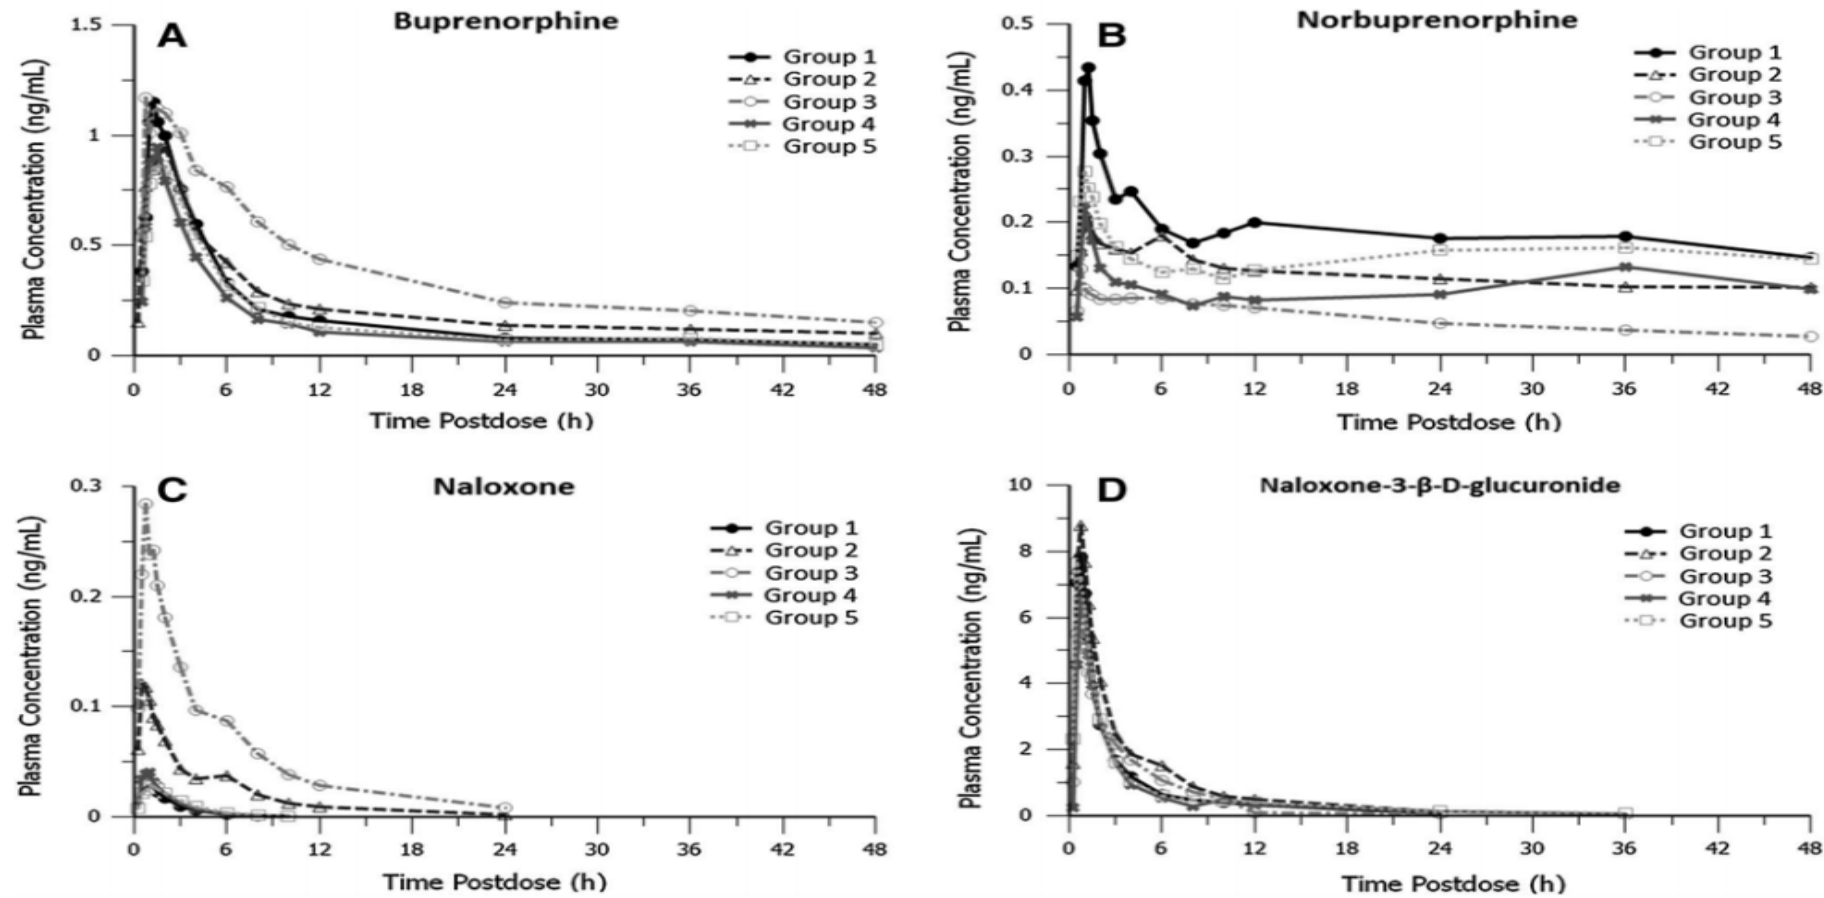 A
Buprenorphine
1.5
1
0.5
0
Plasma Concentration (ng/mL)
Group 1
Group 2
Group 3
Group 4
Group 5
0 6 12 18 24 30 36 42 48
Time Postdose (h)
B
Norbuprenorphine
0.5
0.4
0.3
0.2
0.1
0
Plasma Concentration (ng/mL)
Group 1
Group 2
Group 3
Group 4
Group 5
0 6 12 18 24 30 36 42 48
Time Postdose (h)
C
Naloxone
0.3
0.2
0.1
0
Plasma Concentration (ng/mL)
Group 1
Group 2
Group 3
Group 4
Group 5
0 6 12 18 24 30 36 42 48
Time Postdose (h)
D
Naloxone-3-β-D-glucuronide
10
8
6
4
2
0
Plasma Concentration (ng/mL)
Group 1
Group 2
Group 3
Group 4
Group 5
0 6 12 18 24 30 36 42 48
Time Postdose (h)